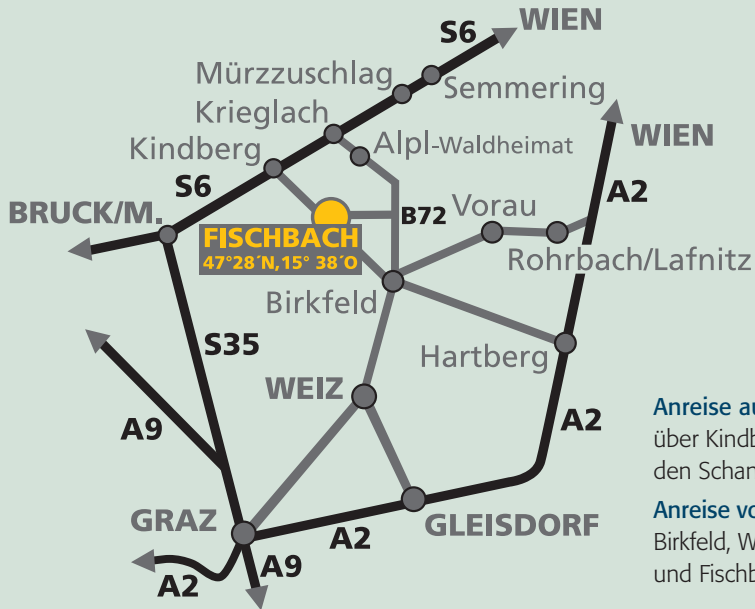 S6
WIEN
Mürzzuschlag
Semmering
Krieglach
Alpl-Waldheimat
WIEN
Kindberg
S6
A2
BRUCK/M.
B72
Vorau
FISCHBACH
47°28´N,15° 38´O
Rohrbach/Lafnitz
Birkfeld
S35
Hartberg
WEIZ
A9
A2
Anreise au
über Kindb
den Schan
Anreise vo
Birkfeld, W
und Fischb
GRAZ
A2
GLEISDORF
A2
A9